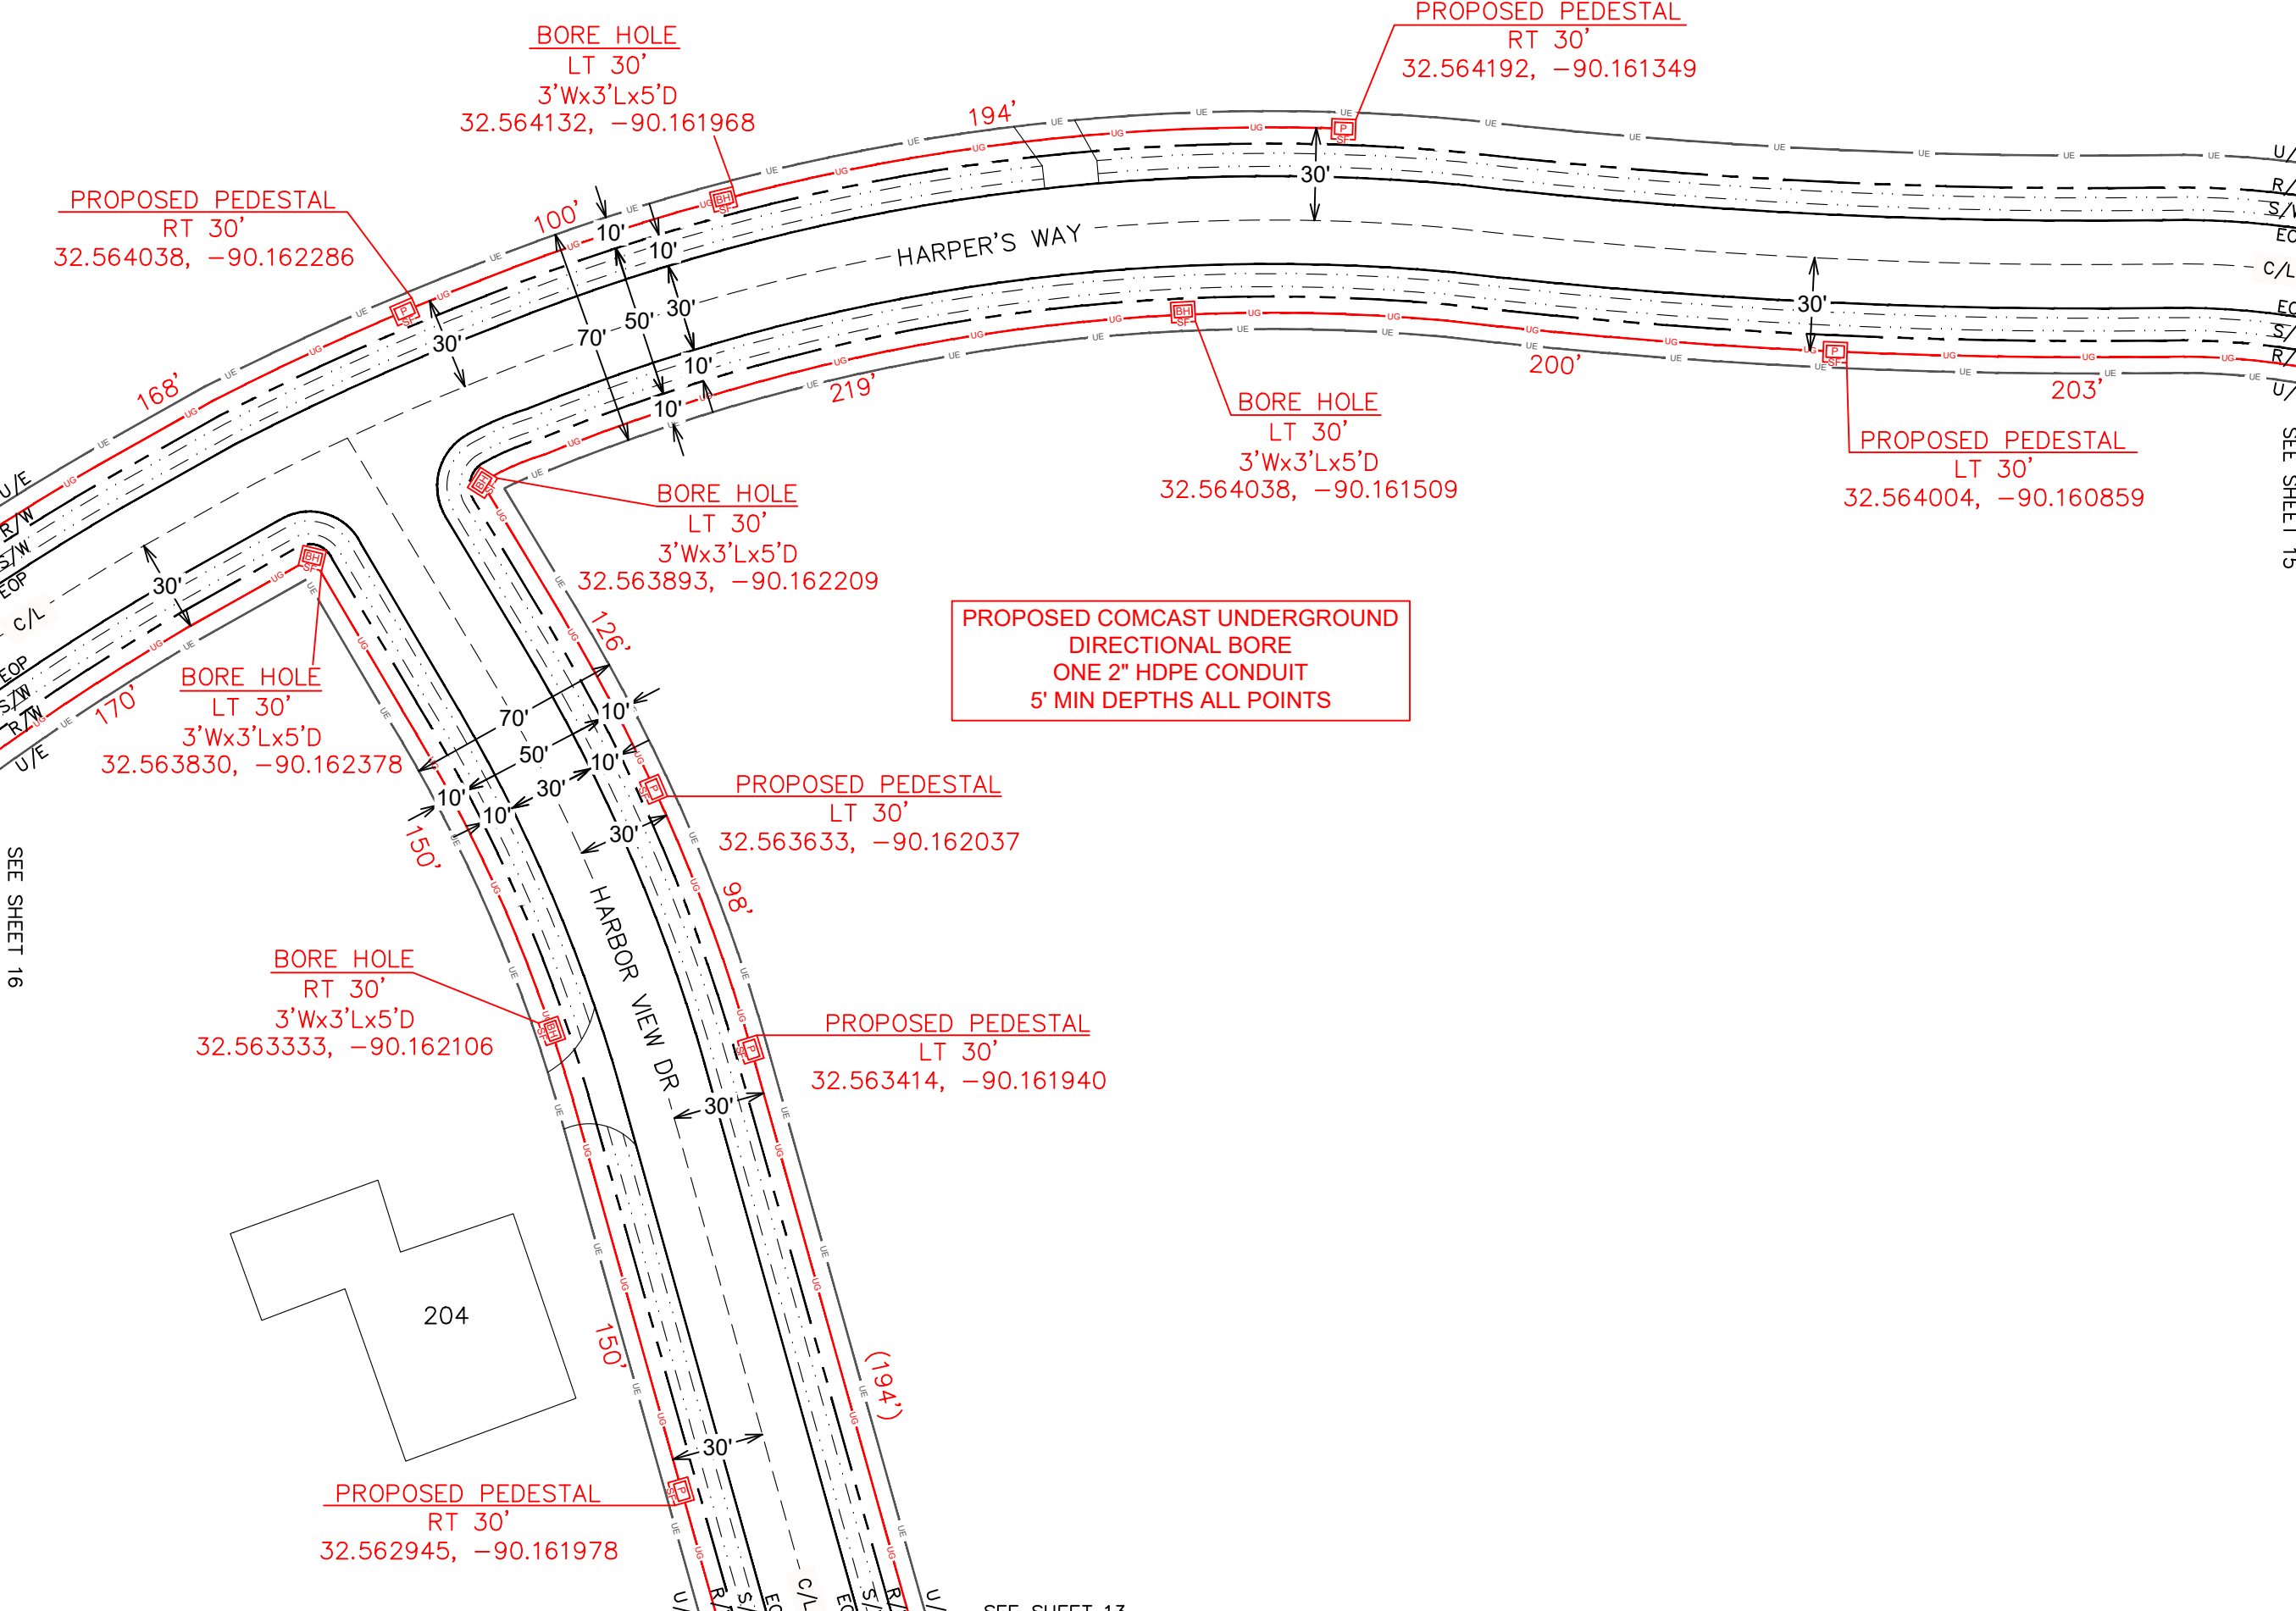 PROPOSED PEDESTAL
RT 30'
32.564192, -90.161349
BORE HOLE
LT 30'
3'Wx3'Lx5'D
32.564132, -90.161968
194'
PROPOSED PEDESTAL
RT 30'
32.564038, -90.162286
100'
168'
HARPER'S WAY
10'
10'
30'
50'
70'
10'
10'
30'
30'
30'
30'
219'
200'
203'
BORE HOLE
LT 30'
3'Wx3'Lx5'D
32.564038, -90.161509
PROPOSED PEDESTAL
LT 30'
32.564004, -90.160859
BORE HOLE
LT 30'
3'Wx3'Lx5'D
32.563893, -90.162209
U/E
R/W
S/W
EOP
C/L
EOP
S/W
R/W
U/E
C/L
SEE SHEET 15
PROPOSED COMCAST UNDERGROUND
DIRECTIONAL BORE
ONE 2" HDPE CONDUIT
5' MIN DEPTHS ALL POINTS
BORE HOLE
LT 30'
3'Wx3'Lx5'D
32.563830, -90.162378
170'
126'
70'
50'
30'
10'
10'
10'
10'
30'
PROPOSED PEDESTAL
LT 30'
32.563633, -90.162037
150'
98'
SEE SHEET 16
HARBOR VIEW DR
BORE HOLE
RT 30'
3'Wx3'Lx5'D
32.563333, -90.162106
PROPOSED PEDESTAL
LT 30'
32.563414, -90.161940
30'
204
150'
(194')
30'
PROPOSED PEDESTAL
RT 30'
32.562945, -90.161978
C/L
SEE SHEET 13